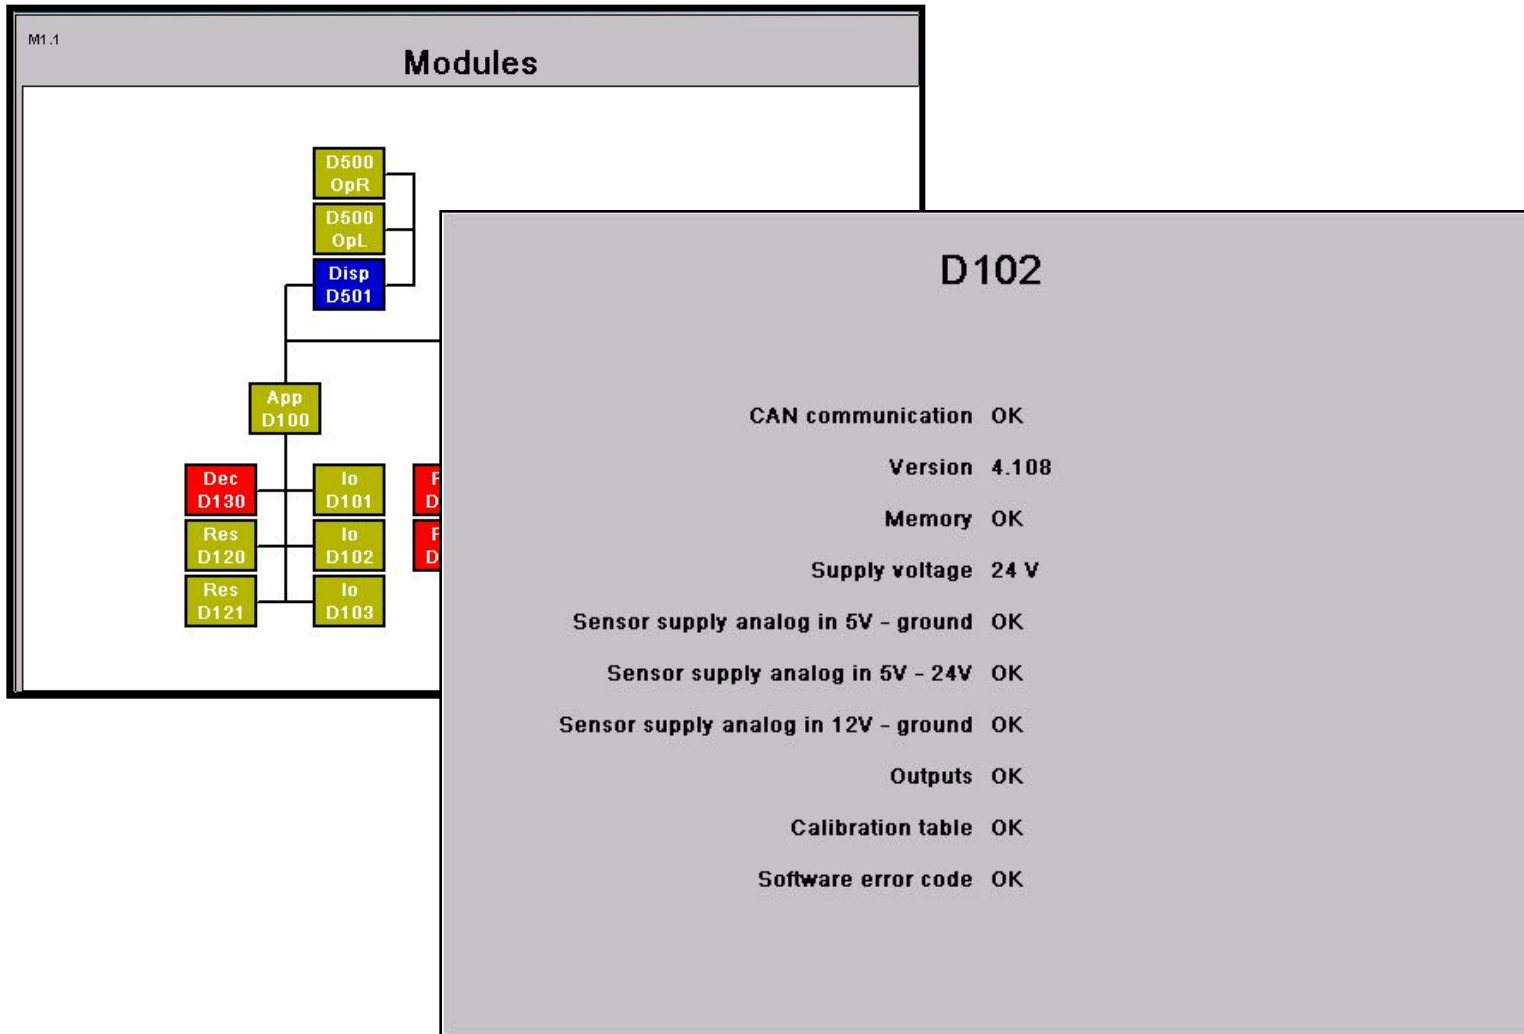 M1.1
Modules
D500
OpR
D500
OpL
Disp
D501
App
D100
Dec
D130
Io
D101
Res
D120
Io
D102
Res
D121
Io
D103
D102
CAN communication OK
Version 4.108
Memory OK
Supply voltage 24 V
Sensor supply analog in 5V - ground OK
Sensor supply analog in 5V - 24V OK
Sensor supply analog in 12V - ground OK
Outputs OK
Calibration table OK
Software error code OK